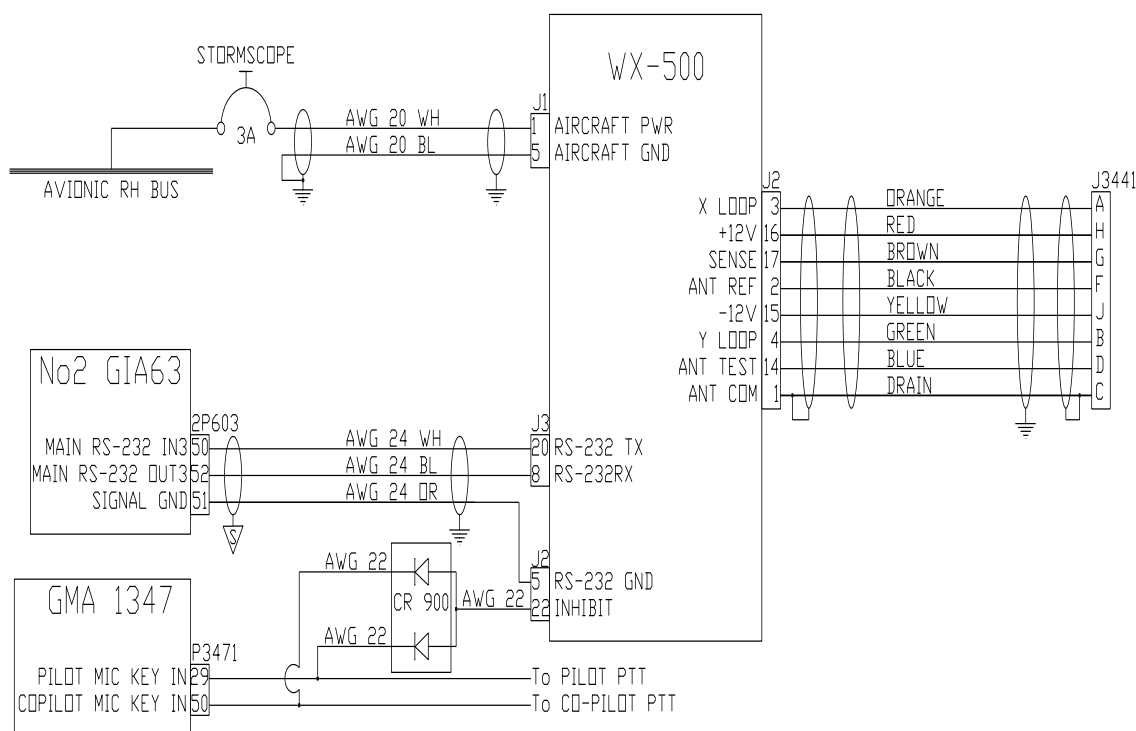 STORMSCOPE
3A
AVIONIC RH BUS
AWG 20 WH
AWG 20 BL
J1
1 AIRCRAFT PWR
5 AIRCRAFT GND
WX-500
J2
X LOOP 3
+12V 16
SENSE 17
ANT REF 2
-12V 15
Y LOOP 4
ANT TEST 14
ANT COM 1
ORANGE
RED
BROWN
BLACK
YELLOW
GREEN
BLUE
DRAIN
J3441
A
H
G
F
J
B
D
C
No2 GIA63
2P603
MAIN RS-232 IN3 50
MAIN RS-232 OUT3 52
SIGNAL GND 51
S
AWG 24 WH
AWG 24 BL
AWG 24 OR
J3
20 RS-232 TX
8 RS-232RX
J2
5 RS-232 GND
22 INHIBIT
AWG 22
CR 900
AWG 22
AWG 22
GMA 1347
P3471
PILOT MIC KEY IN 29
COPILOT MIC KEY IN 50
To PILOT PTT
To CO-PILOT PTT